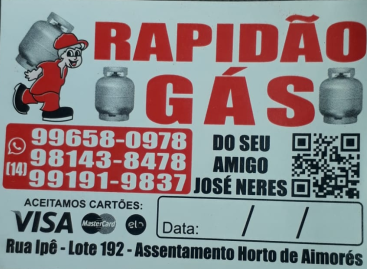 RAPIDÃO
GÁS
99658-0978
(14) 98143-8478
99191-9837
DO SEU
AMIGO
JOSÉ NERES
ACEITAMOS CARTÕES:
VISA MasterCard elo
Data: / /
Rua Ipê - Lote 192 - Assentamento Horto de Aimorés